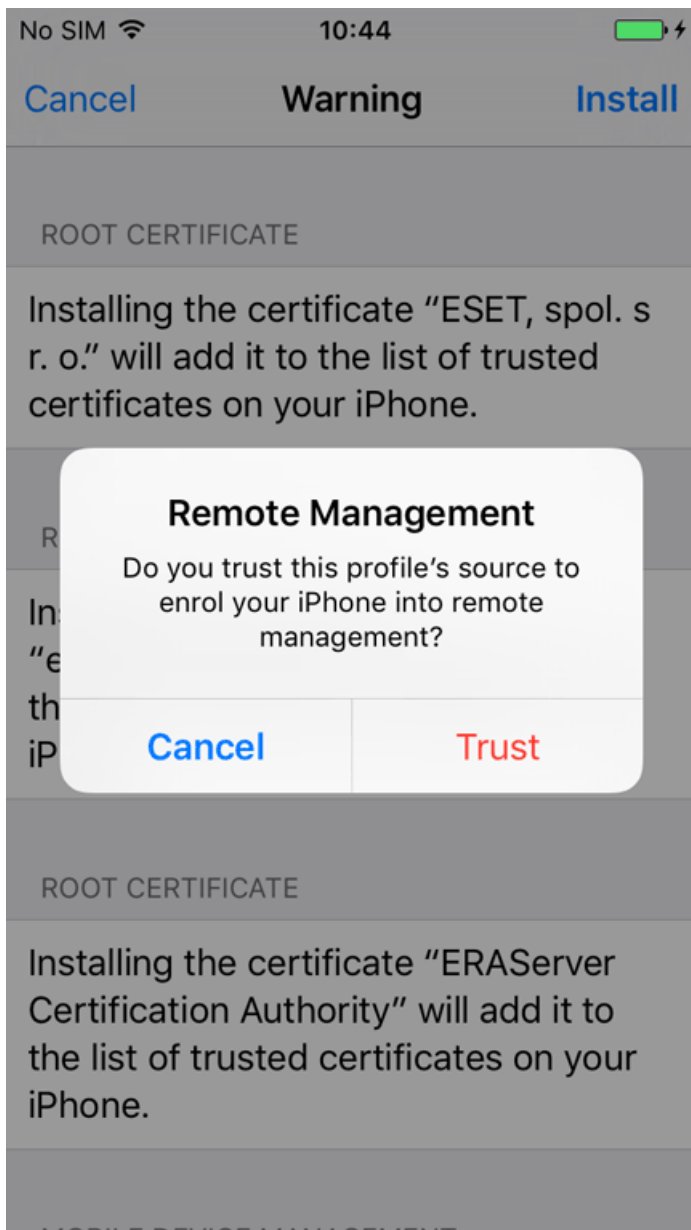 No SIM 10:44
Cancel Warning Install
ROOT CERTIFICATE
Installing the certificate “ESET, spol. s
r. o.” will add it to the list of trusted
certificates on your iPhone.
Remote Management
Do you trust this profile’s source to
enrol your iPhone into remote
management?
Cancel Trust
ROOT CERTIFICATE
Installing the certificate “ERAServer
Certification Authority” will add it to
the list of trusted certificates on your
iPhone.